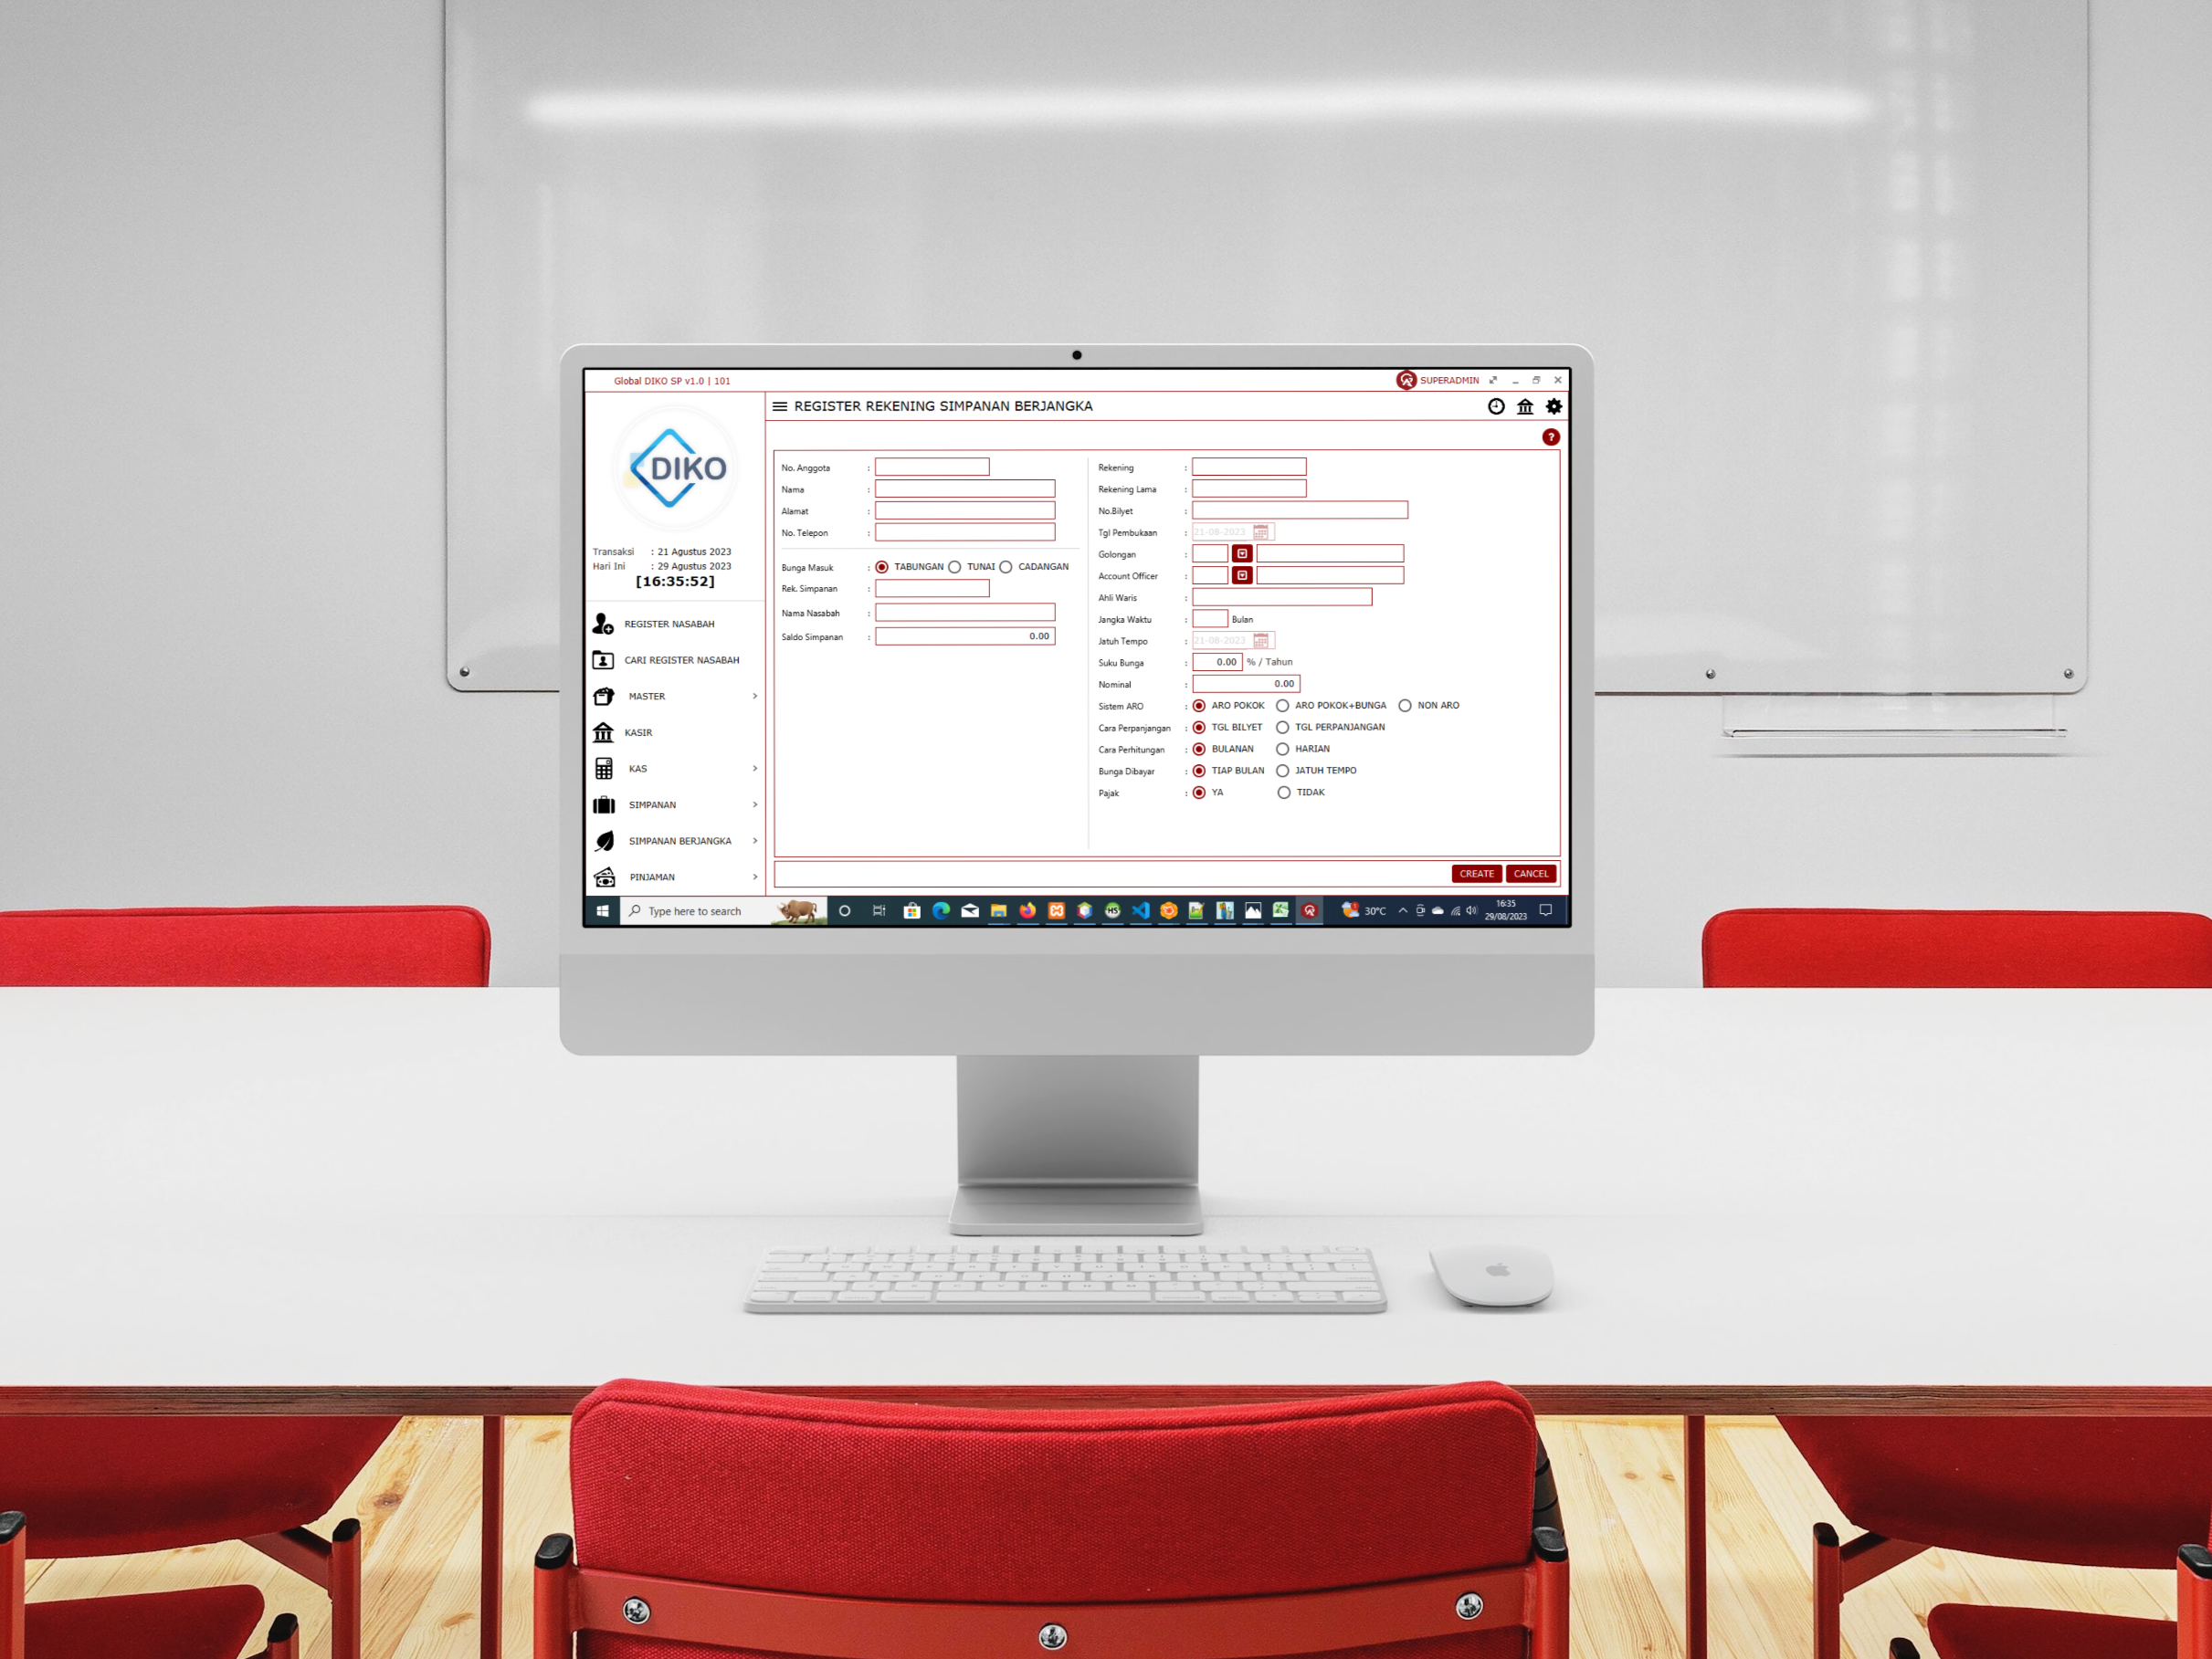 Global DIKO SP v1.0 | 101
SUPERADMIN
DIKO
Transaksi : 21 Agustus 2023
Hari Ini : 29 Agustus 2023
[16:35:52]
REGISTER NASABAH
CARI REGISTER NASABAH
MASTER
KASIR
KAS
SIMPANAN
SIMPANAN BERJANGKA
PINJAMAN
REGISTER REKENING SIMPANAN BERJANGKA
?
No. Anggota :
Nama :
Alamat :
No. Telepon :
Bunga Masuk : TABUNGAN TUNAI CADANGAN
Rek. Simpanan :
Nama Nasabah :
Saldo Simpanan : 0.00
Rekening :
Rekening Lama :
No.Bilyet :
Tgl Pembukaan : 21-08-2023
Golongan :
Account Officer :
Ahli Waris :
Jangka Waktu : Bulan
Jatuh Tempo : 21-08-2023
Suku Bunga : 0.00 % / Tahun
Nominal : 0.00
Sistem ARO : ARO POKOK ARO POKOK+BUNGA NON ARO
Cara Perpanjangan : TGL BILYET TGL PERPANJANGAN
Cara Perhitungan : BULANAN HARIAN
Bunga Dibayar : TIAP BULAN JATUH TEMPO
Pajak : YA TIDAK
CREATE CANCEL
Type here to search
30°C
16:35
29/08/2023